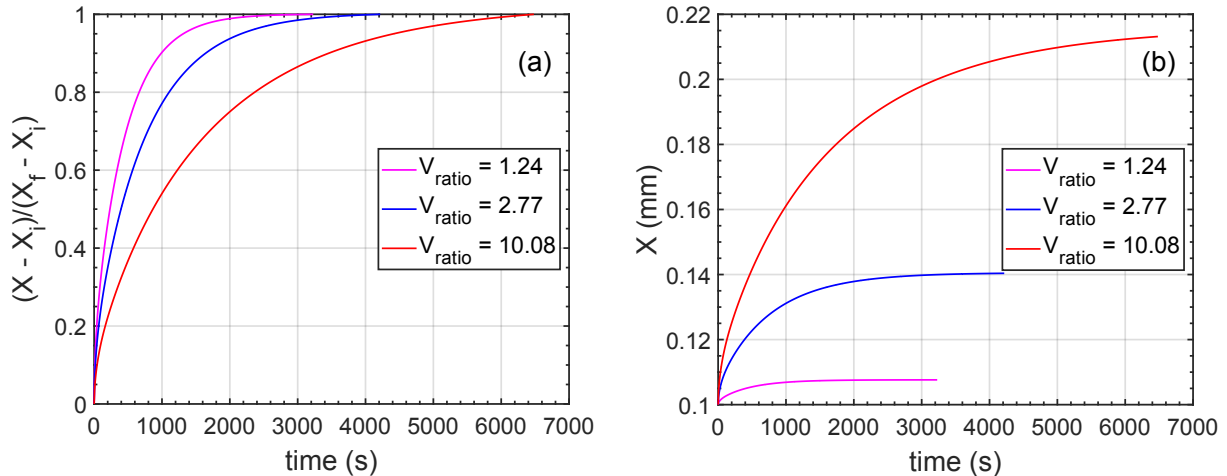 (a)
1
0.8
0.6
0.4
0.2
0
(X - X_i)/(X_f - X_i)
V_ratio = 1.24
V_ratio = 2.77
V_ratio = 10.08
0 1000 2000 3000 4000 5000 6000 7000
time (s)
(b)
0.22
0.2
0.18
0.16
0.14
0.12
0.1
X (mm)
V_ratio = 1.24
V_ratio = 2.77
V_ratio = 10.08
0 1000 2000 3000 4000 5000 6000 7000
time (s)